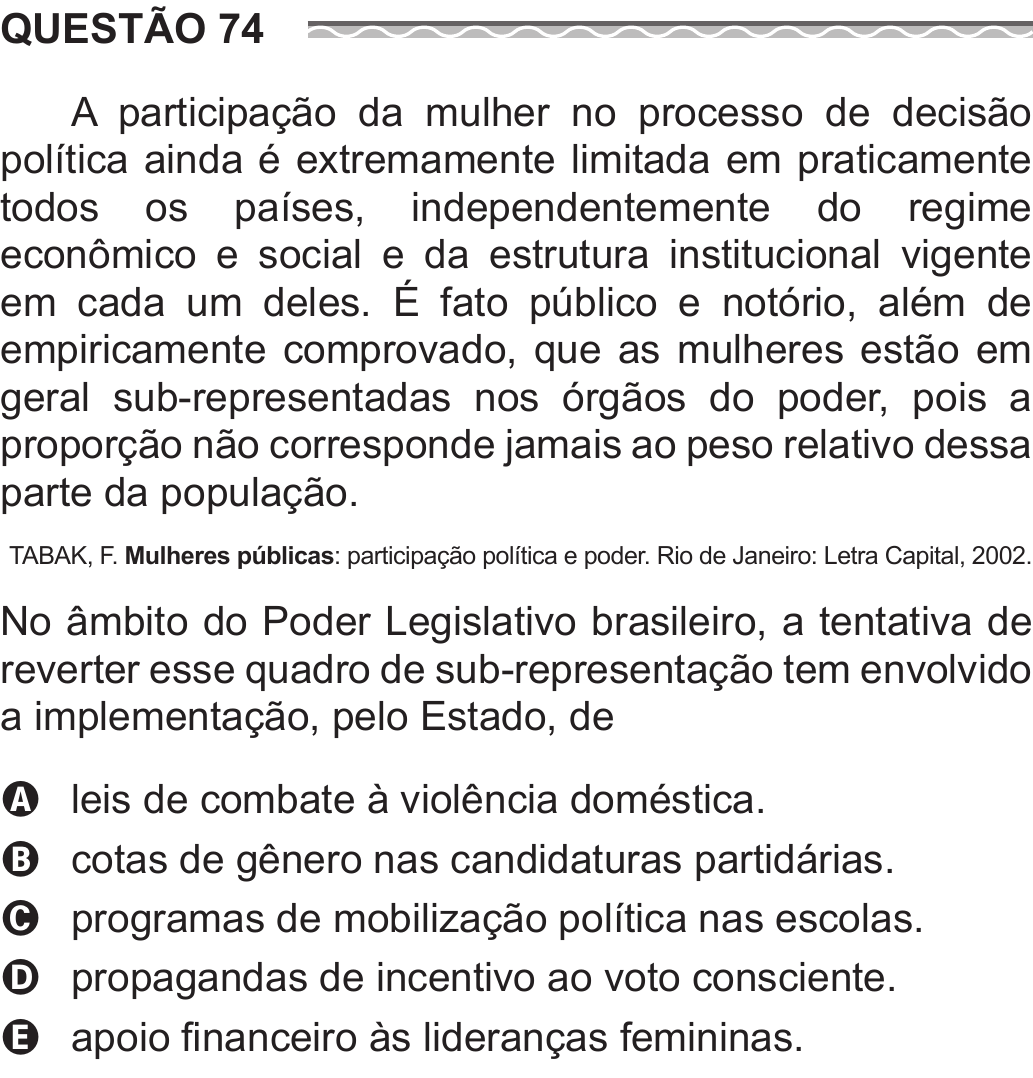 QUESTÃO 74
A participação da mulher no processo de decisão
política ainda é extremamente limitada em praticamente
todos os países, independentemente do regime
econômico e social e da estrutura institucional vigente
em cada um deles. É fato público e notório, além de
empiricamente comprovado, que as mulheres estão em
geral sub-representadas nos órgãos do poder, pois a
proporção não corresponde jamais ao peso relativo dessa
parte da população.
TABAK, F. Mulheres públicas: participação política e poder. Rio de Janeiro: Letra Capital, 2002.
No âmbito do Poder Legislativo brasileiro, a tentativa de
reverter esse quadro de sub-representação tem envolvido
a implementação, pelo Estado, de
A leis de combate à violência doméstica.
B cotas de gênero nas candidaturas partidárias.
C programas de mobilização política nas escolas.
D propagandas de incentivo ao voto consciente.
E apoio financeiro às lideranças femininas.